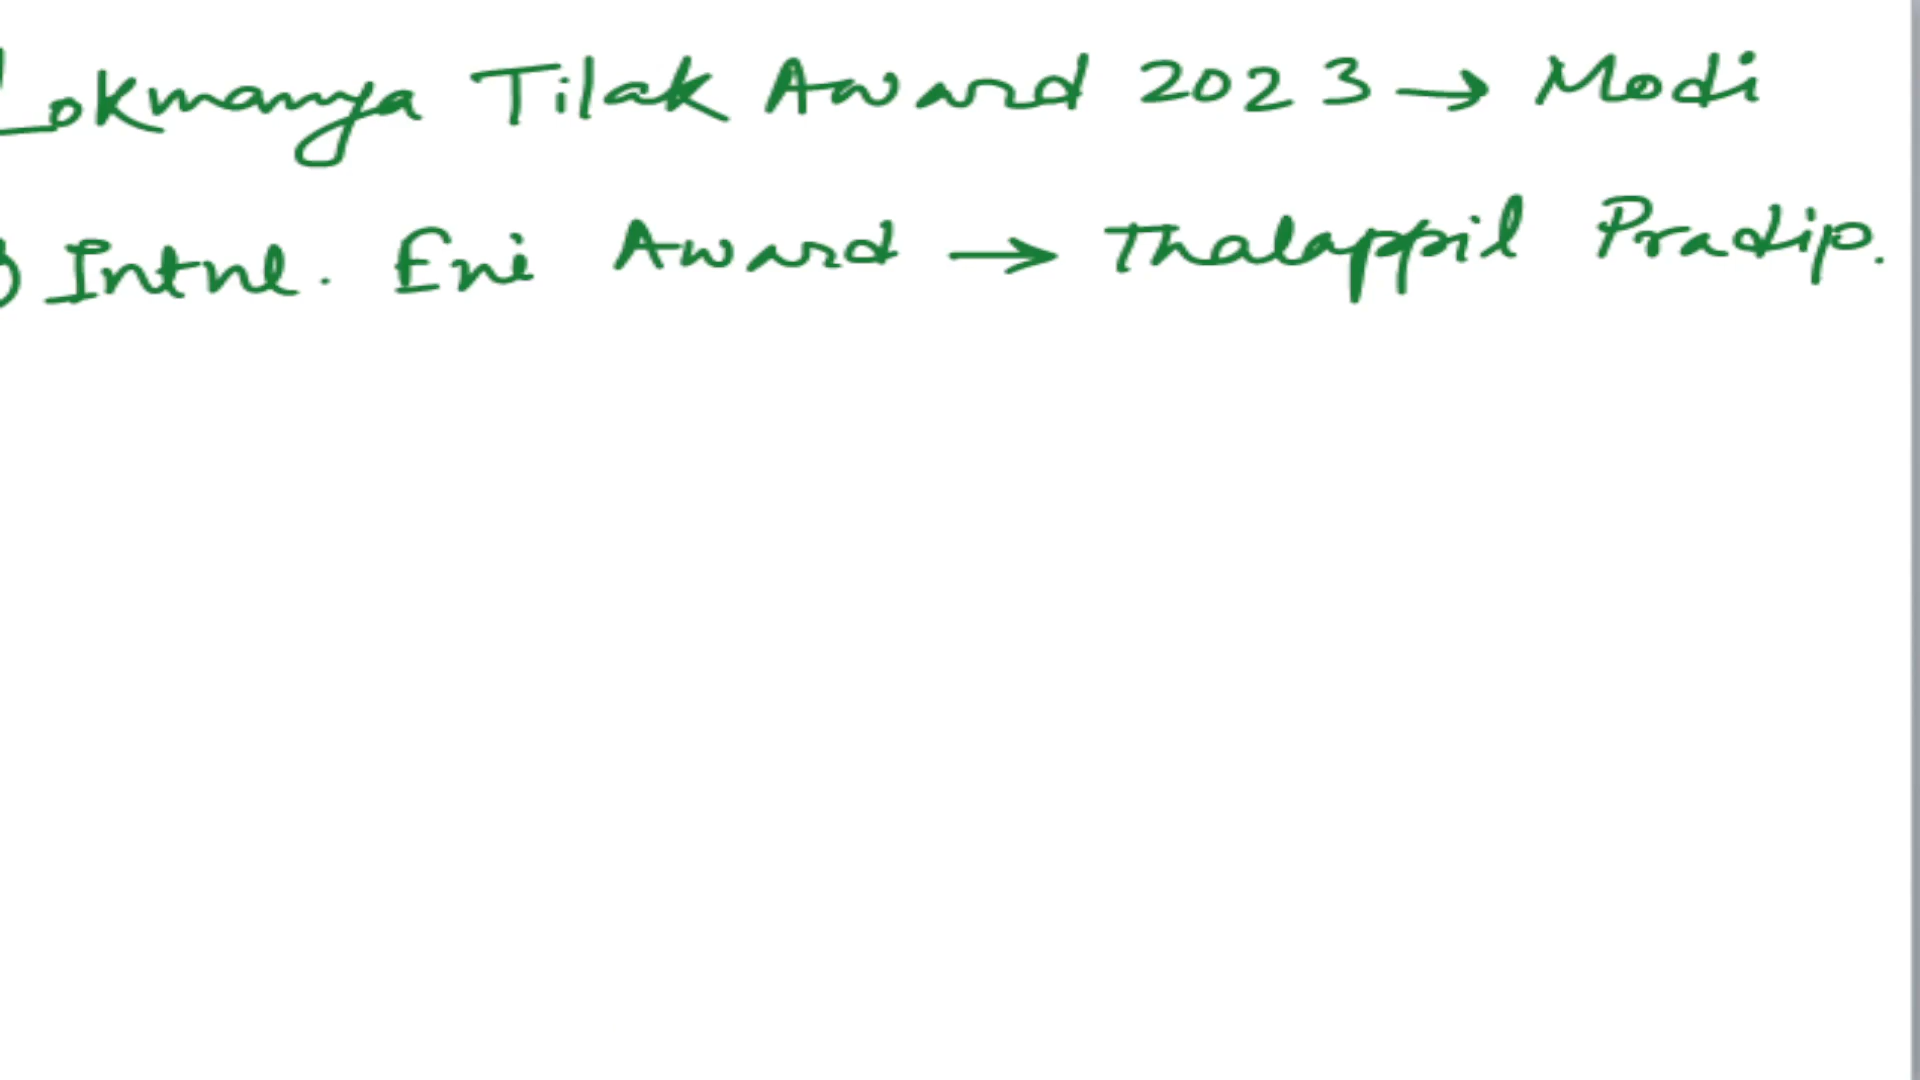 Lokmanya Tilak Award 2023 → Modi
) Intnl. Eni Award → Thalappil Pradip.